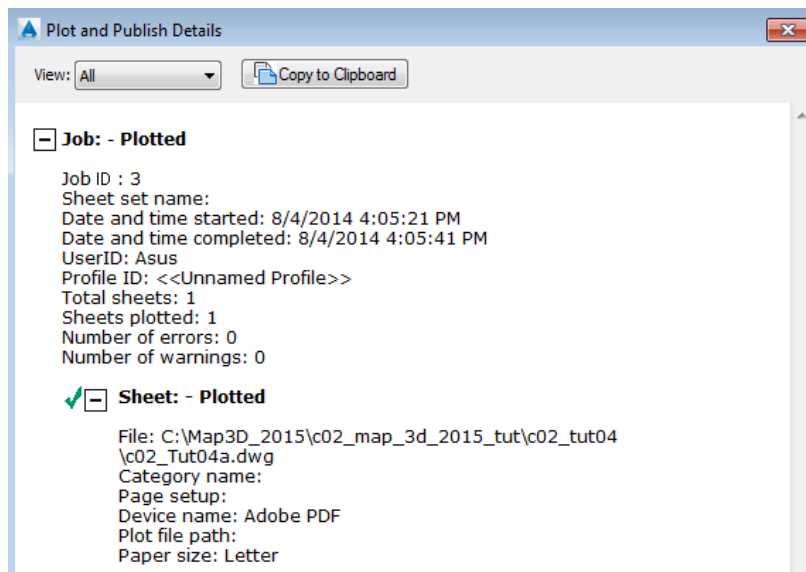 Plot and Publish Details
View: All Copy to Clipboard
Job: - Plotted
Job ID : 3
Sheet set name:
Date and time started: 8/4/2014 4:05:21 PM
Date and time completed: 8/4/2014 4:05:41 PM
UserID: Asus
Profile ID: <<Unnamed Profile>>
Total sheets: 1
Sheets plotted: 1
Number of errors: 0
Number of warnings: 0
Sheet: - Plotted
File: C:\Map3D_2015\c02_map_3d_2015_tut\c02_tut04
\c02_Tut04a.dwg
Category name:
Page setup:
Device name: Adobe PDF
Plot file path:
Paper size: Letter